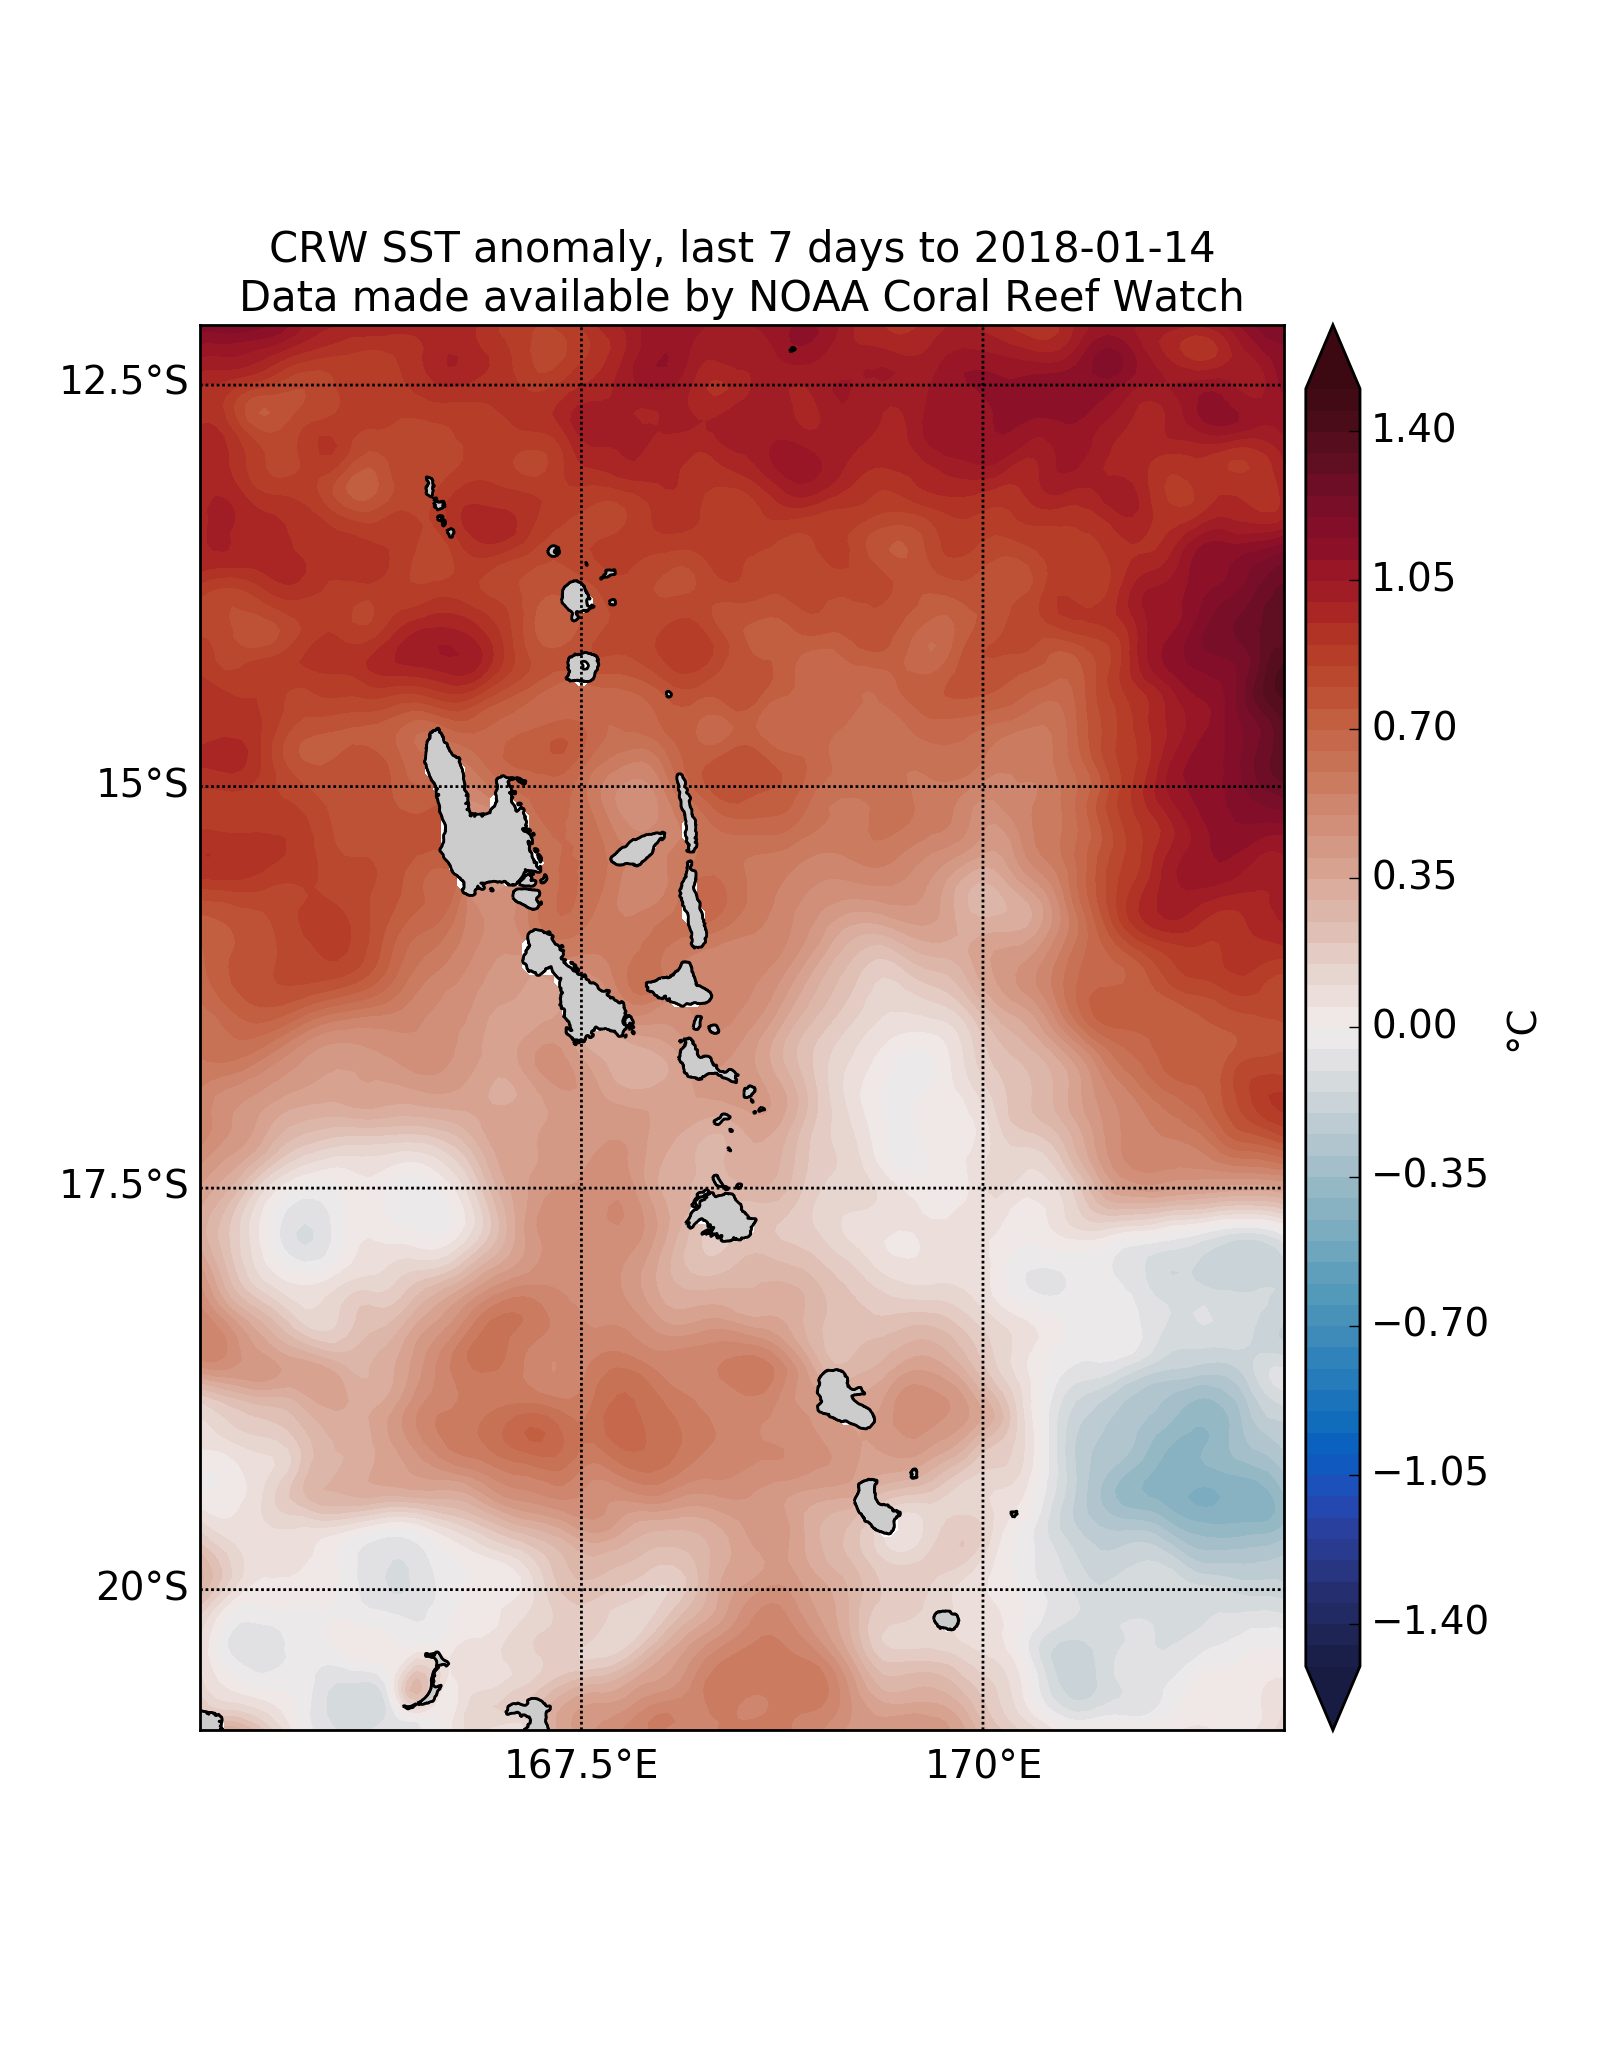 CRW SST anomaly, last 7 days to 2018-01-14
Data made available by NOAA Coral Reef Watch
12.5°S
15°S
17.5°S
20°S
167.5°E
170°E
1.40
1.05
0.70
0.35
0.00
−0.35
−0.70
−1.05
−1.40
°C